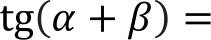 tg(α + β) =